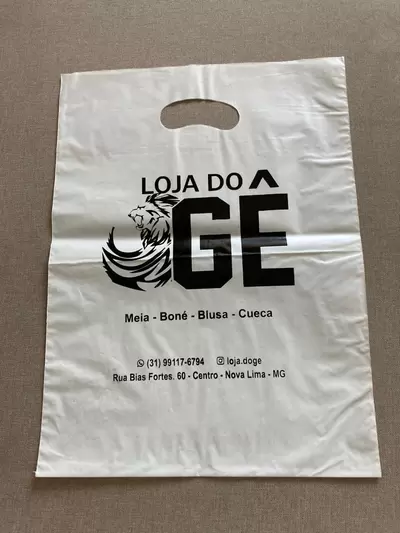 LOJA DO
GÊ
Meia - Boné - Blusa - Cueca
(31) 99117-6794 loja.doge
Rua Bias Fortes. 60 - Centro - Nova Lima - MG